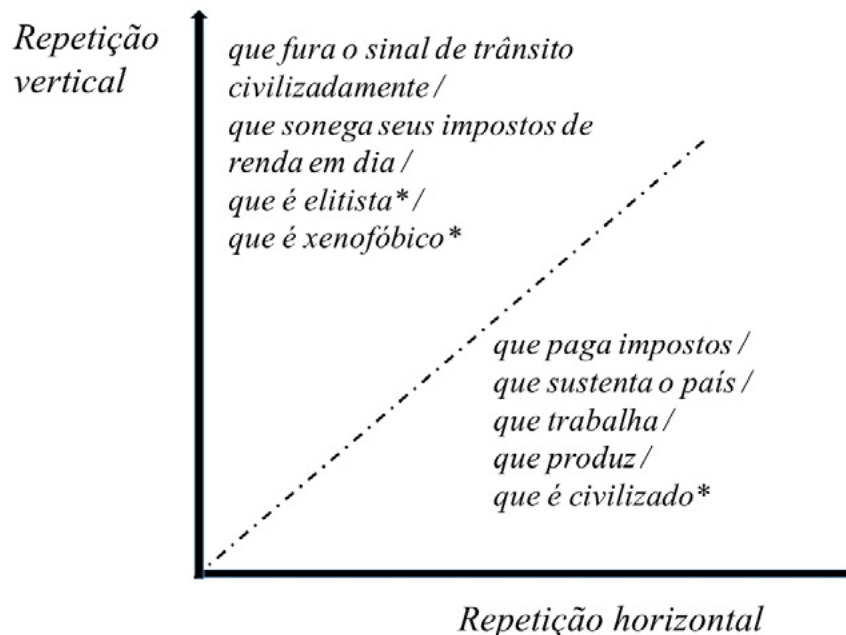 Repetição
vertical
que fura o sinal de trânsito
civilizadamente /
que sonega seus impostos de
renda em dia /
que é elitista* /
que é xenofóbico*
que paga impostos /
que sustenta o país /
que trabalha /
que produz /
que é civilizado*
Repetição horizontal